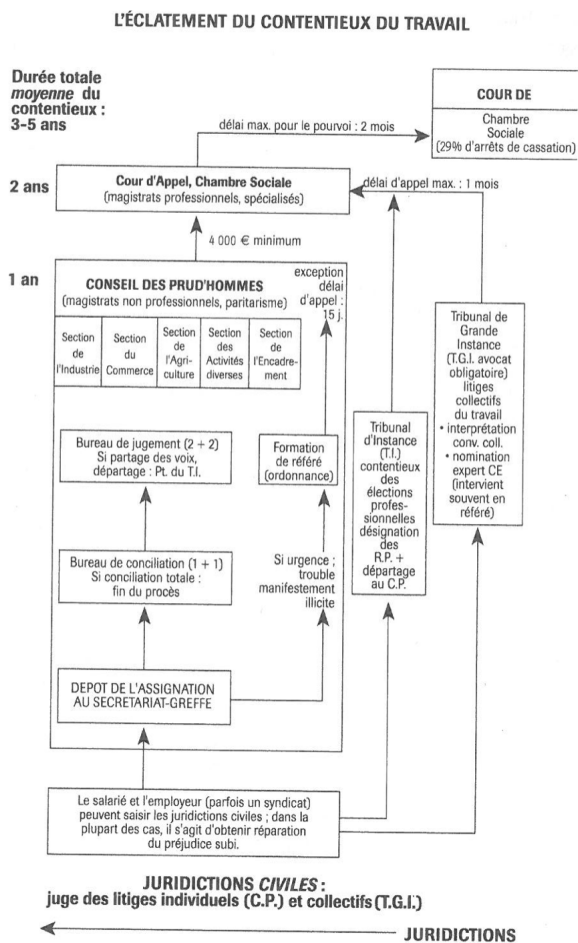 L'ÉCLATEMENT DU CONTENTIEUX DU TRAVAIL
Durée totale
moyenne du
contentieux :
3-5 ans
COUR DE
Chambre
Sociale
(29% d'arrêts de cassation)
délai max. pour le pourvoi : 2 mois
2 ans
Cour d'Appel, Chambre Sociale
(magistrats professionnels, spécialisés)
délai d'appel max. : 1 mois
4 000 € minimum
1 an
CONSEIL DES PRUD'HOMMES
(magistrats non professionnels, paritarisme)
exception
délai
d'appel :
15 j.
Section
de
l'Industrie
Section
du
Commerce
Section
de
l'Agri-
culture
Section
des
Activités
diverses
Section
de
l'Encadre-
ment
Bureau de jugement (2 + 2)
Si partage des voix,
départage : Pt. du T.I.
Formation
de référé
(ordonnance)
Bureau de conciliation (1 + 1)
Si conciliation totale :
fin du procès
Si urgence ;
trouble
manifestement
illicite
DEPOT DE L'ASSIGNATION
AU SECRETARIAT-GREFFE
Tribunal
d'Instance
(T.I.)
contentieux
des
élections
profes-
sionnelles
désignation
des
R.P. +
départage
au C.P.
Tribunal de
Grande
Instance
(T.G.I. avocat
obligatoire)
litiges
collectifs
du travail
• interprétation
conv. coll.
• nomination
expert CE
(intervient
souvent en
référé)
Le salarié et l'employeur (parfois un syndicat)
peuvent saisir les juridictions civiles ; dans la
plupart des cas, il s'agit d'obtenir réparation
du préjudice subi.
JURIDICTIONS CIVILES :
juge des litiges individuels (C.P.) et collectifs (T.G.I.)
JURIDICTIONS